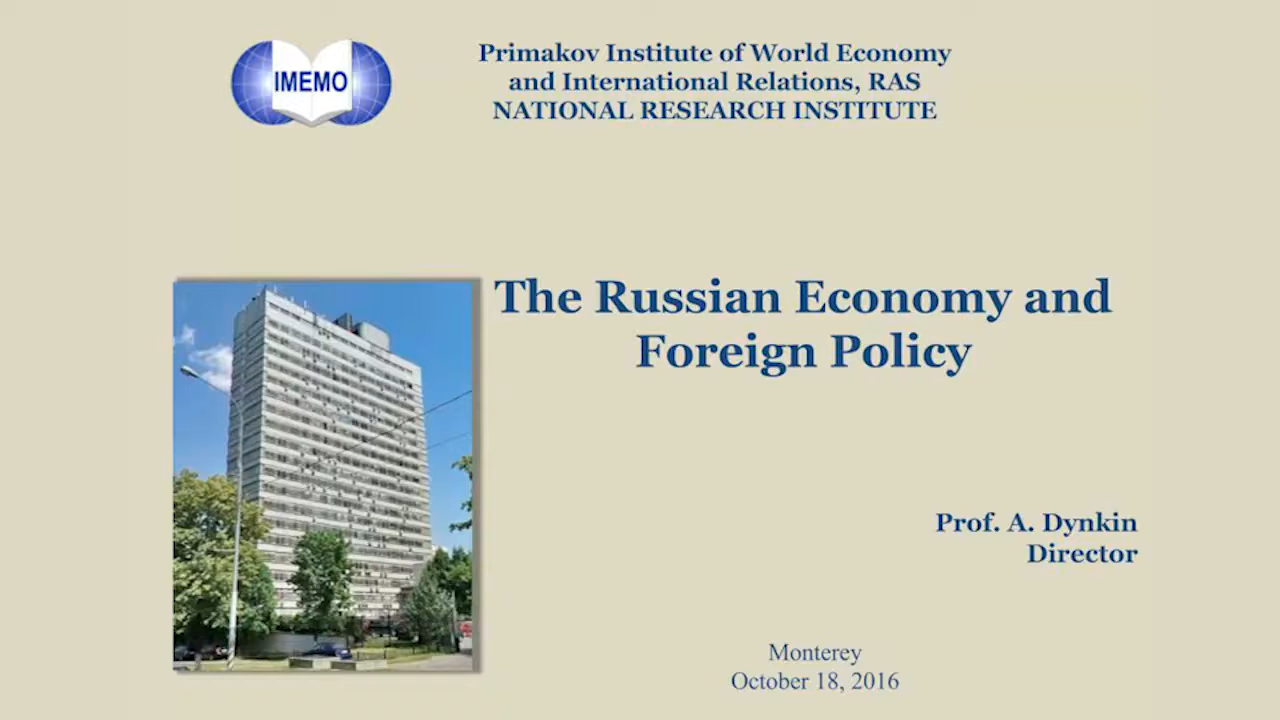 IMEMO
Primakov Institute of World Economy
and International Relations, RAS
NATIONAL RESEARCH INSTITUTE
The Russian Economy and
Foreign Policy
Prof. A. Dynkin
Director
Monterey
October 18, 2016